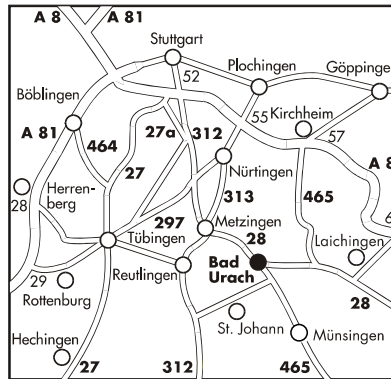 A 8
A 81
Stuttgart
52
Plochingen
Göppinge
Böblingen
55
Kirchheim
57
A 81
464
27a
312
27
A 8
Nürtingen
28
Herren-
berg
313
465
297
Metzingen
28
6
Laichingen
Tübingen
29
Reutlingen
Bad
Urach
Rottenburg
28
St. Johann
Münsingen
Hechingen
27
312
465